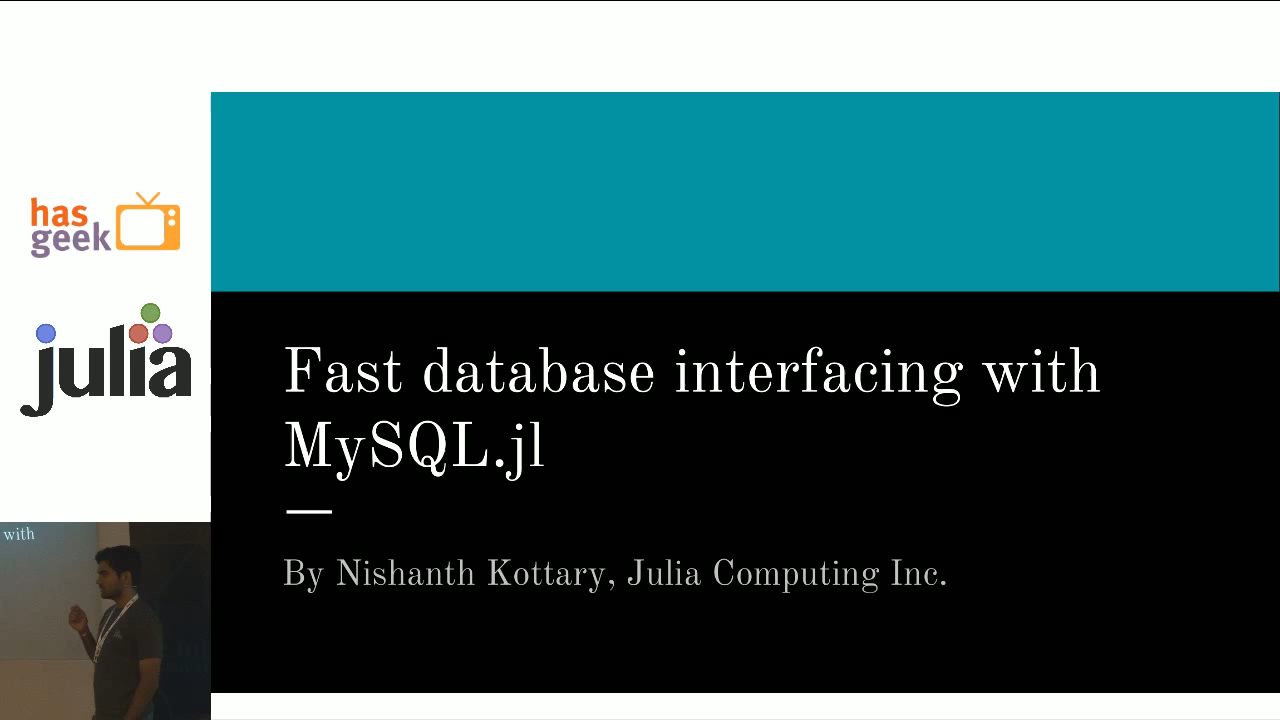 has
geek
julia
Fast database interfacing with
MySQL.jl
By Nishanth Kottary, Julia Computing Inc.
with